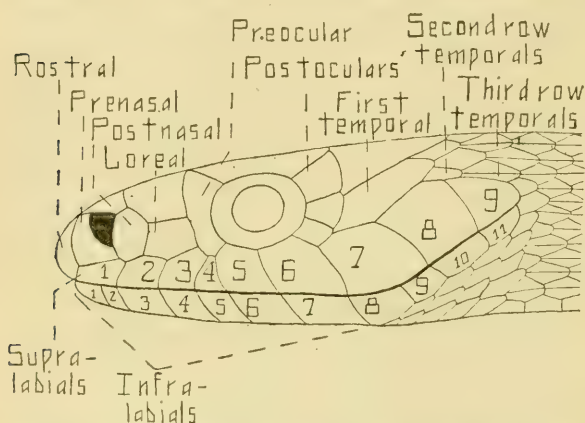 Preocular
Second row
temporals
Rostral
Postoculars
Prenasal
First
temporal
Third row
temporals
Postnasal
Loreal
1 2 3 4 5 6 7 8 9
1 2 3 4 5 6 7 8 9 10 11
Supra-
labials
Infra-
labials